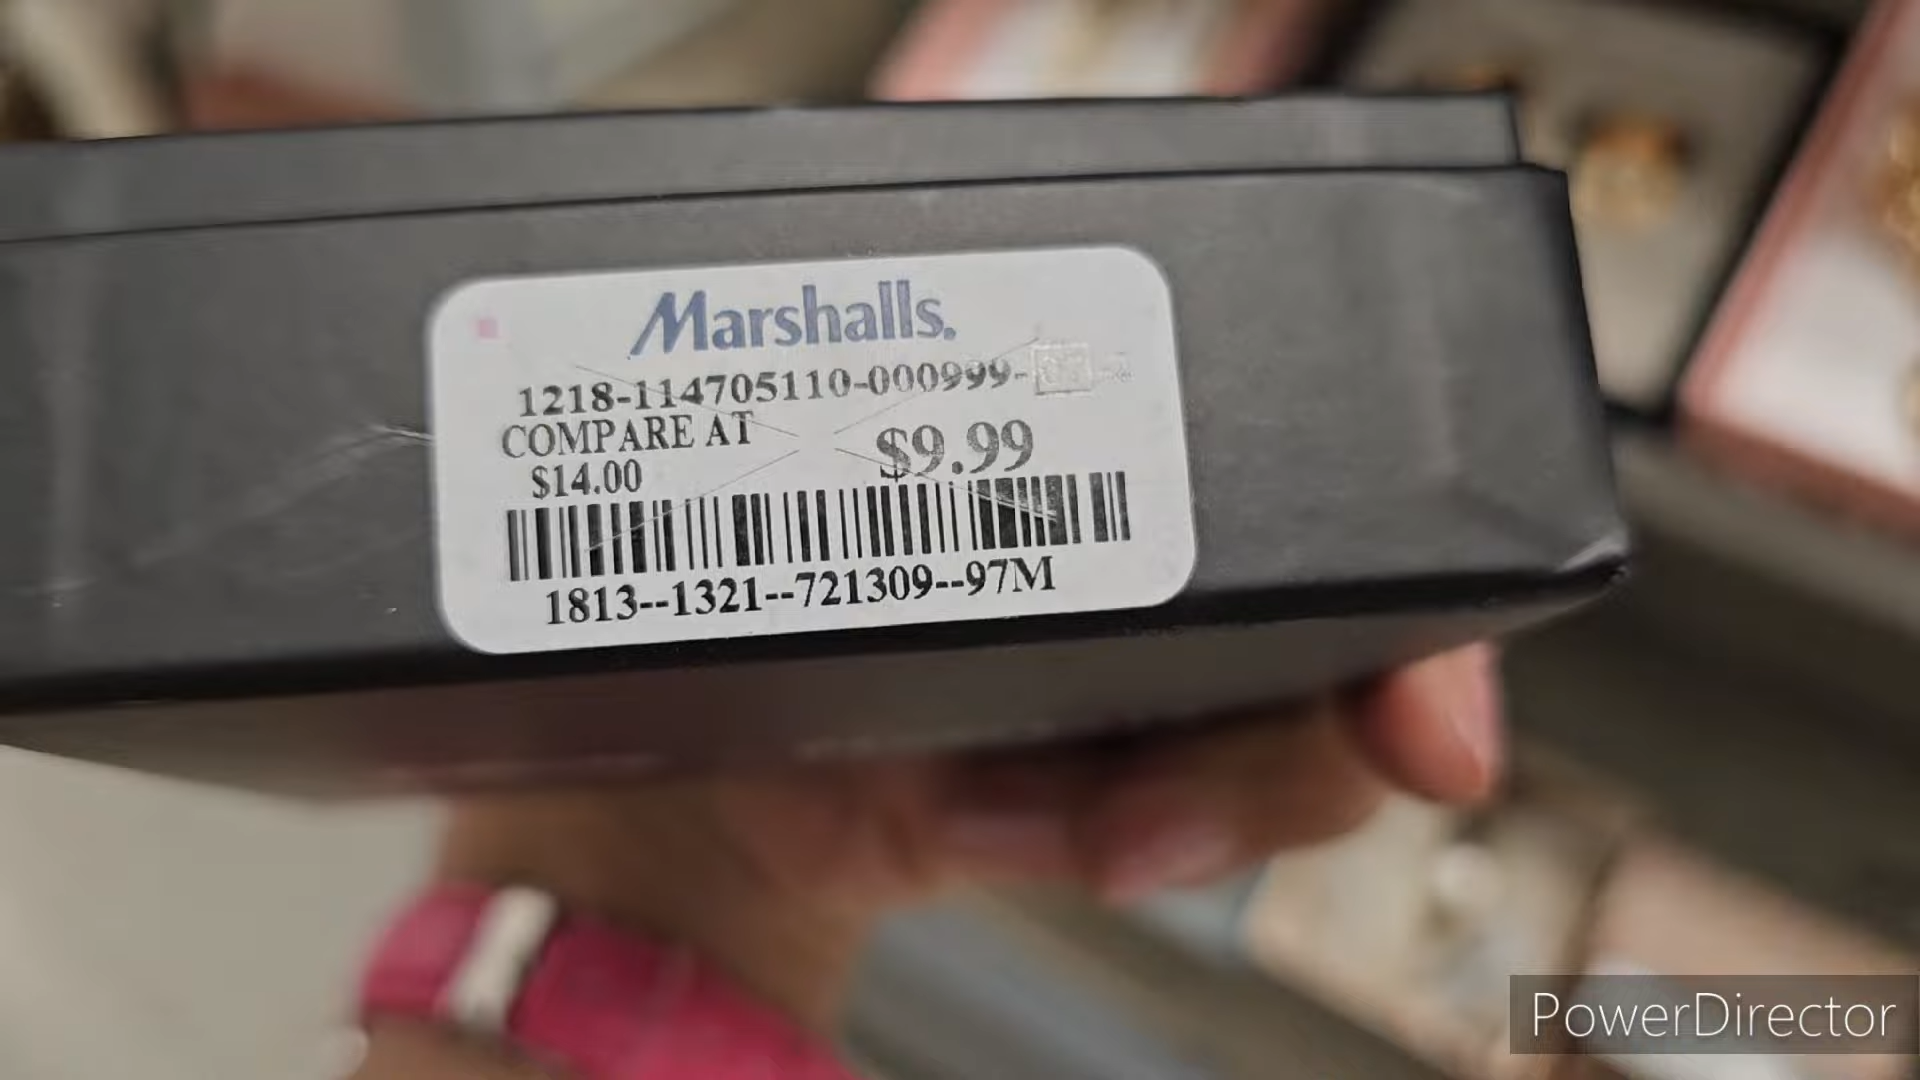 Marshalls.
1218-114705110-000999-
COMPARE AT
$14.00
$9.99
1813--1321--721309--97M
PowerDirector